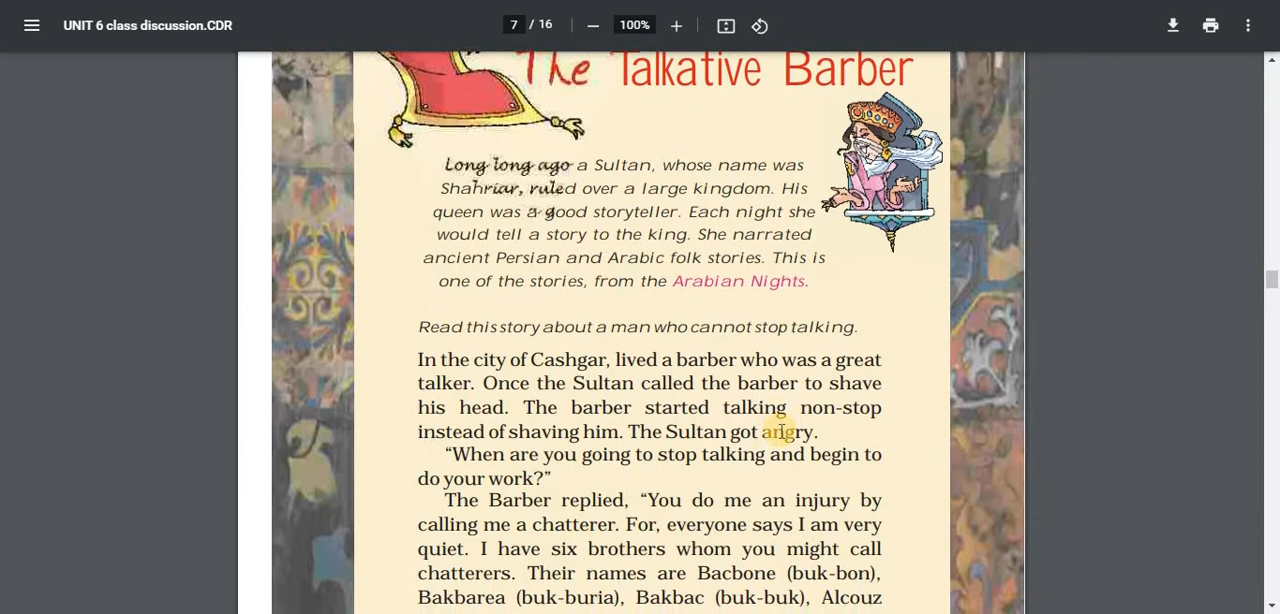 UNIT 6 class discussion.CDR
7 / 16
100%
The Talkative Barber
Long long ago a Sultan, whose name was
Shahriar, ruled over a large kingdom. His
queen was a good storyteller. Each night she
would tell a story to the king. She narrated
ancient Persian and Arabic folk stories. This is
one of the stories, from the Arabian Nights.
Read this story about a man who cannot stop talking.
In the city of Cashgar, lived a barber who was a great
talker. Once the Sultan called the barber to shave
his head. The barber started talking non-stop
instead of shaving him. The Sultan got angry.
“When are you going to stop talking and begin to
do your work?”
The Barber replied, “You do me an injury by
calling me a chatterer. For, everyone says I am very
quiet. I have six brothers whom you might call
chatterers. Their names are Bacbone (buk-bon),
Bakbarea (buk-buria), Bakbac (buk-buk), Alcouz